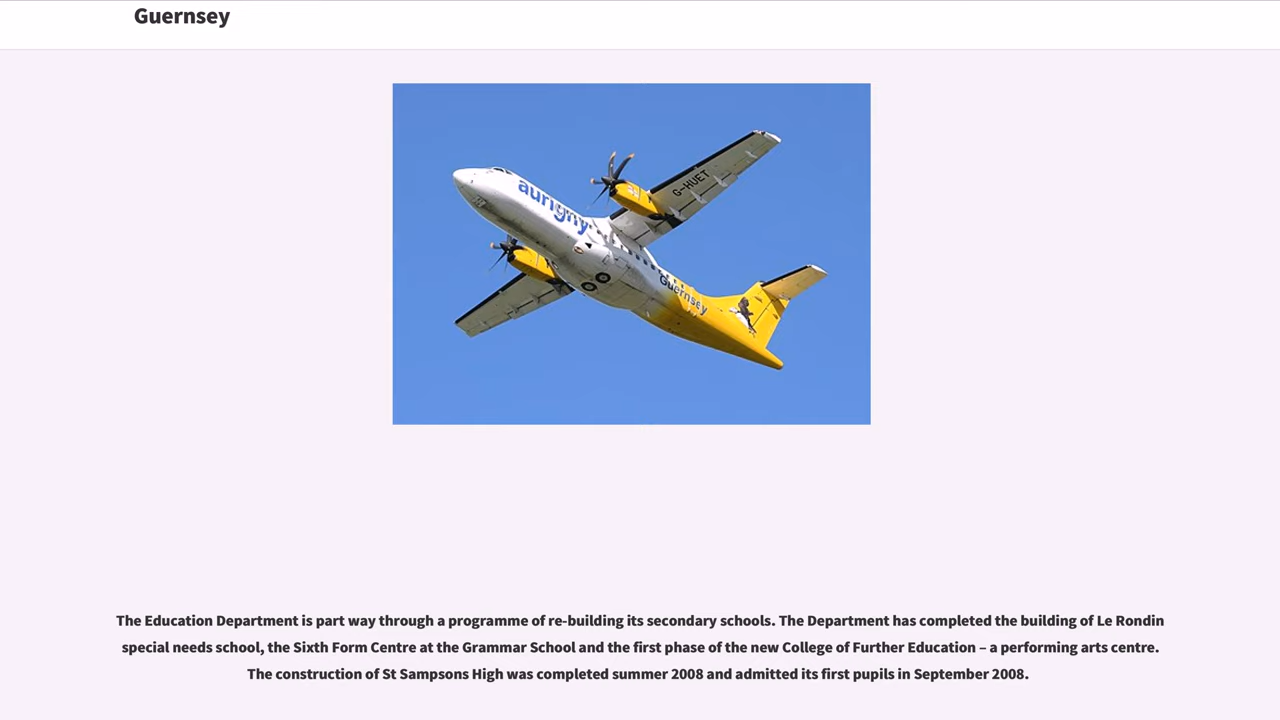 Guernsey
aurigny
G-HUET
Guernsey
The Education Department is part way through a programme of re-building its secondary schools. The Department has completed the building of Le Rondin
special needs school, the Sixth Form Centre at the Grammar School and the first phase of the new College of Further Education – a performing arts centre.
The construction of St Sampsons High was completed summer 2008 and admitted its first pupils in September 2008.